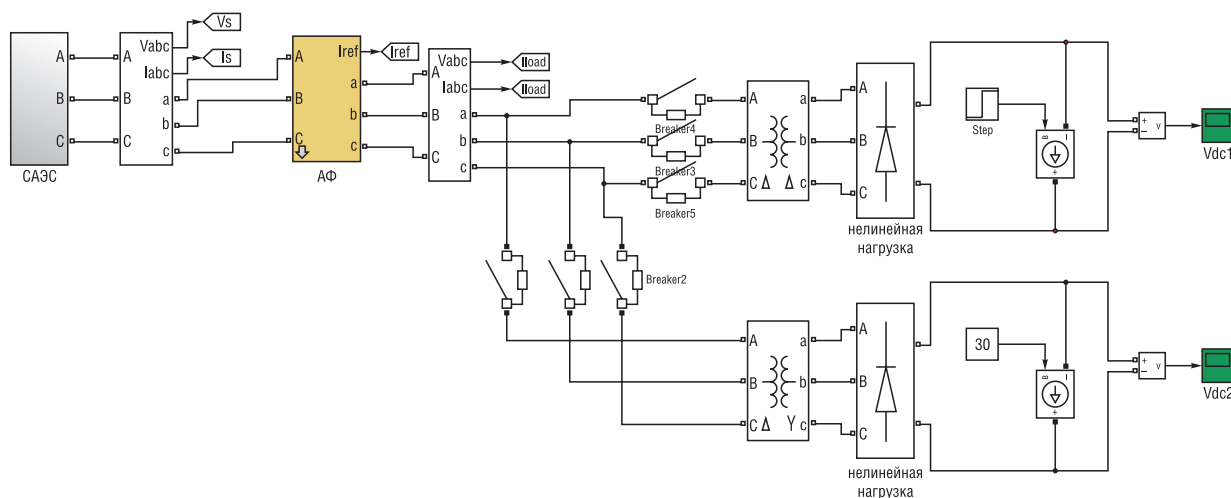 Vs
Is
Vabc
Iabc
A
B
C
A
B
C
a
b
c
САЭС
A
B
C
Iref
a
b
c
АФ
Iref
Vabc
Iabc
A
B
C
a
b
c
Iload
Iload
Breaker4
Breaker3
Breaker5
A
B
C Δ
a
b
Δ c
A
B
C
нелинейная
нагрузка
Step
B
I
+
+
−
v
Vdc1
Breaker2
A
B
C Δ
a
b
Y c
A
B
C
нелинейная
нагрузка
30
B
I
+
+
−
v
Vdc2